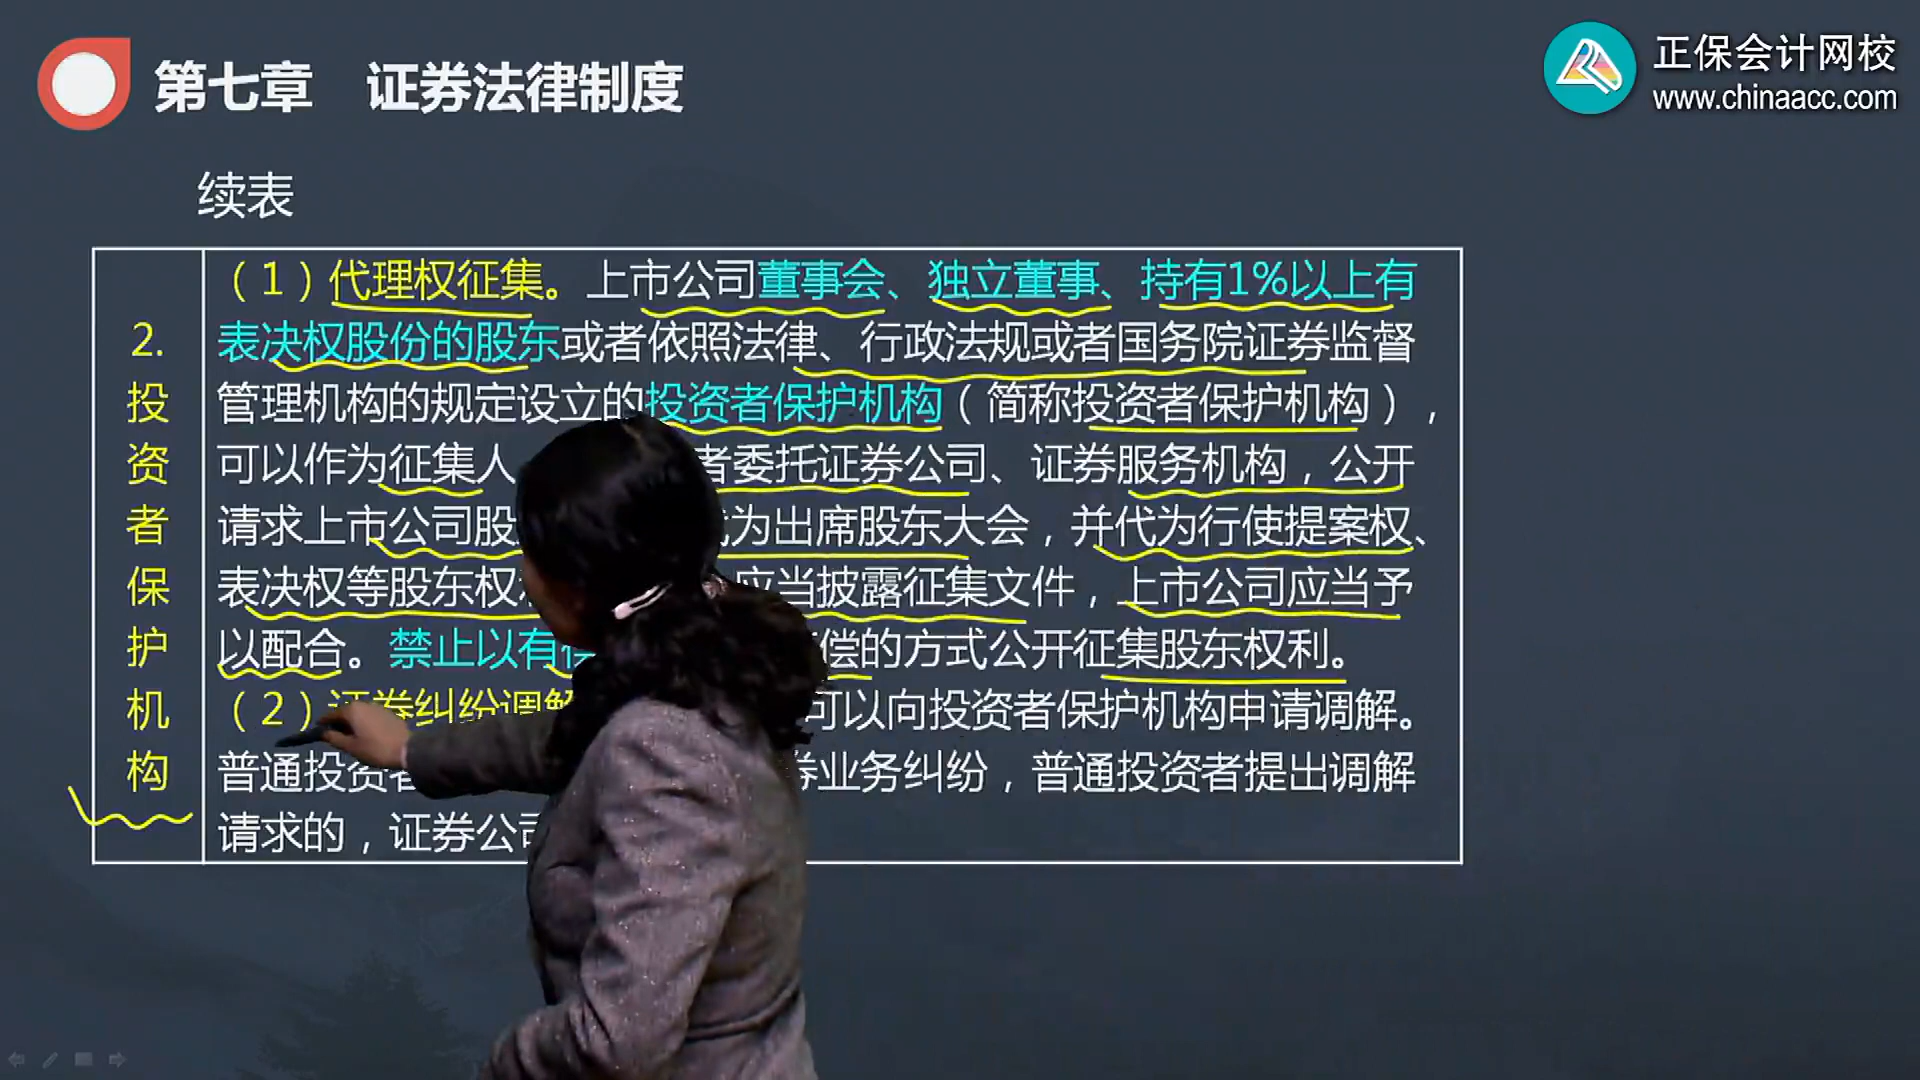 第七章 证券法律制度
正保会计网校
www.chinaacc.com
续表
2.投资者保护机构
（1）代理权征集。上市公司董事会、独立董事、持有1%以上有
表决权股份的股东或者依照法律、行政法规或者国务院证券监督
管理机构的规定设立的投资者保护机构（简称投资者保护机构），
可以作为征集人 者委托证券公司、证券服务机构，公开
请求上市公司股 为出席股东大会，并代为行使提案权、
表决权等股东权 应当披露征集文件，上市公司应当予
以配合。禁止以有 偿的方式公开征集股东权利。
（2）证券纠纷调解 可以向投资者保护机构申请调解。
普通投资者 券业务纠纷，普通投资者提出调解
请求的，证券公司